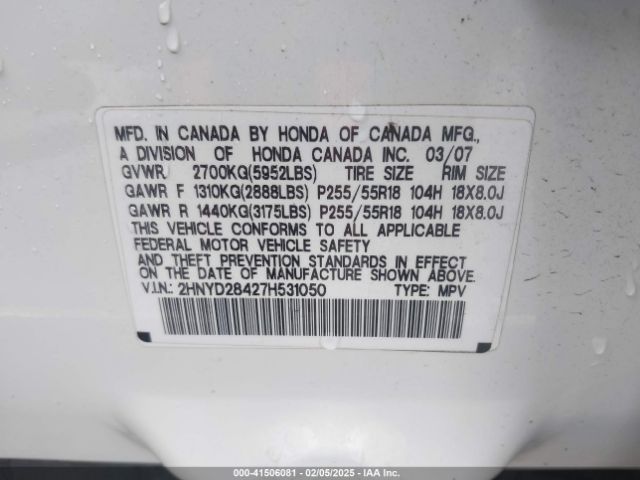 MFD. IN CANADA BY HONDA OF CANADA MFG.,
A DIVISION OF HONDA CANADA INC. 03/07
GVWR 2700KG(5952LBS) TIRE SIZE RIM SIZE
GAWR F 1310KG(2888LBS) P255/55R18 104H 18X8.0J
GAWR R 1440KG(3175LBS) P255/55R18 104H 18X8.0J
THIS VEHICLE CONFORMS TO ALL APPLICABLE
FEDERAL MOTOR VEHICLE SAFETY
AND THEFT PREVENTION STANDARDS IN EFFECT
ON THE DATE OF MANUFACTURE SHOWN ABOVE.
V.I.N.: 2HNYD28427H531050 TYPE: MPV
000-41506081 - 02/05/2025 - IAA Inc.